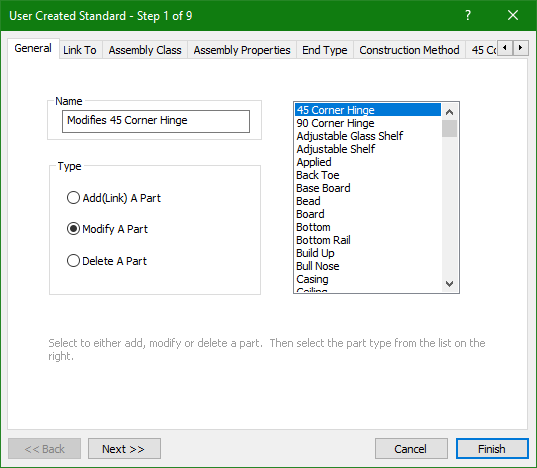 User Created Standard - Step 1 of 9
General
Link To
Assembly Class
Assembly Properties
End Type
Construction Method
45 Co
Name
Modifies 45 Corner Hinge
Type
Add(Link) A Part
Modify A Part
Delete A Part
45 Corner Hinge
90 Corner Hinge
Adjustable Glass Shelf
Adjustable Shelf
Applied
Back Toe
Base Board
Bead
Board
Bottom
Bottom Rail
Build Up
Bull Nose
Casing
Ceiling
Select to either add, modify or delete a part.  Then select the part type from the list on the
right.
<< Back
Next >>
Cancel
Finish